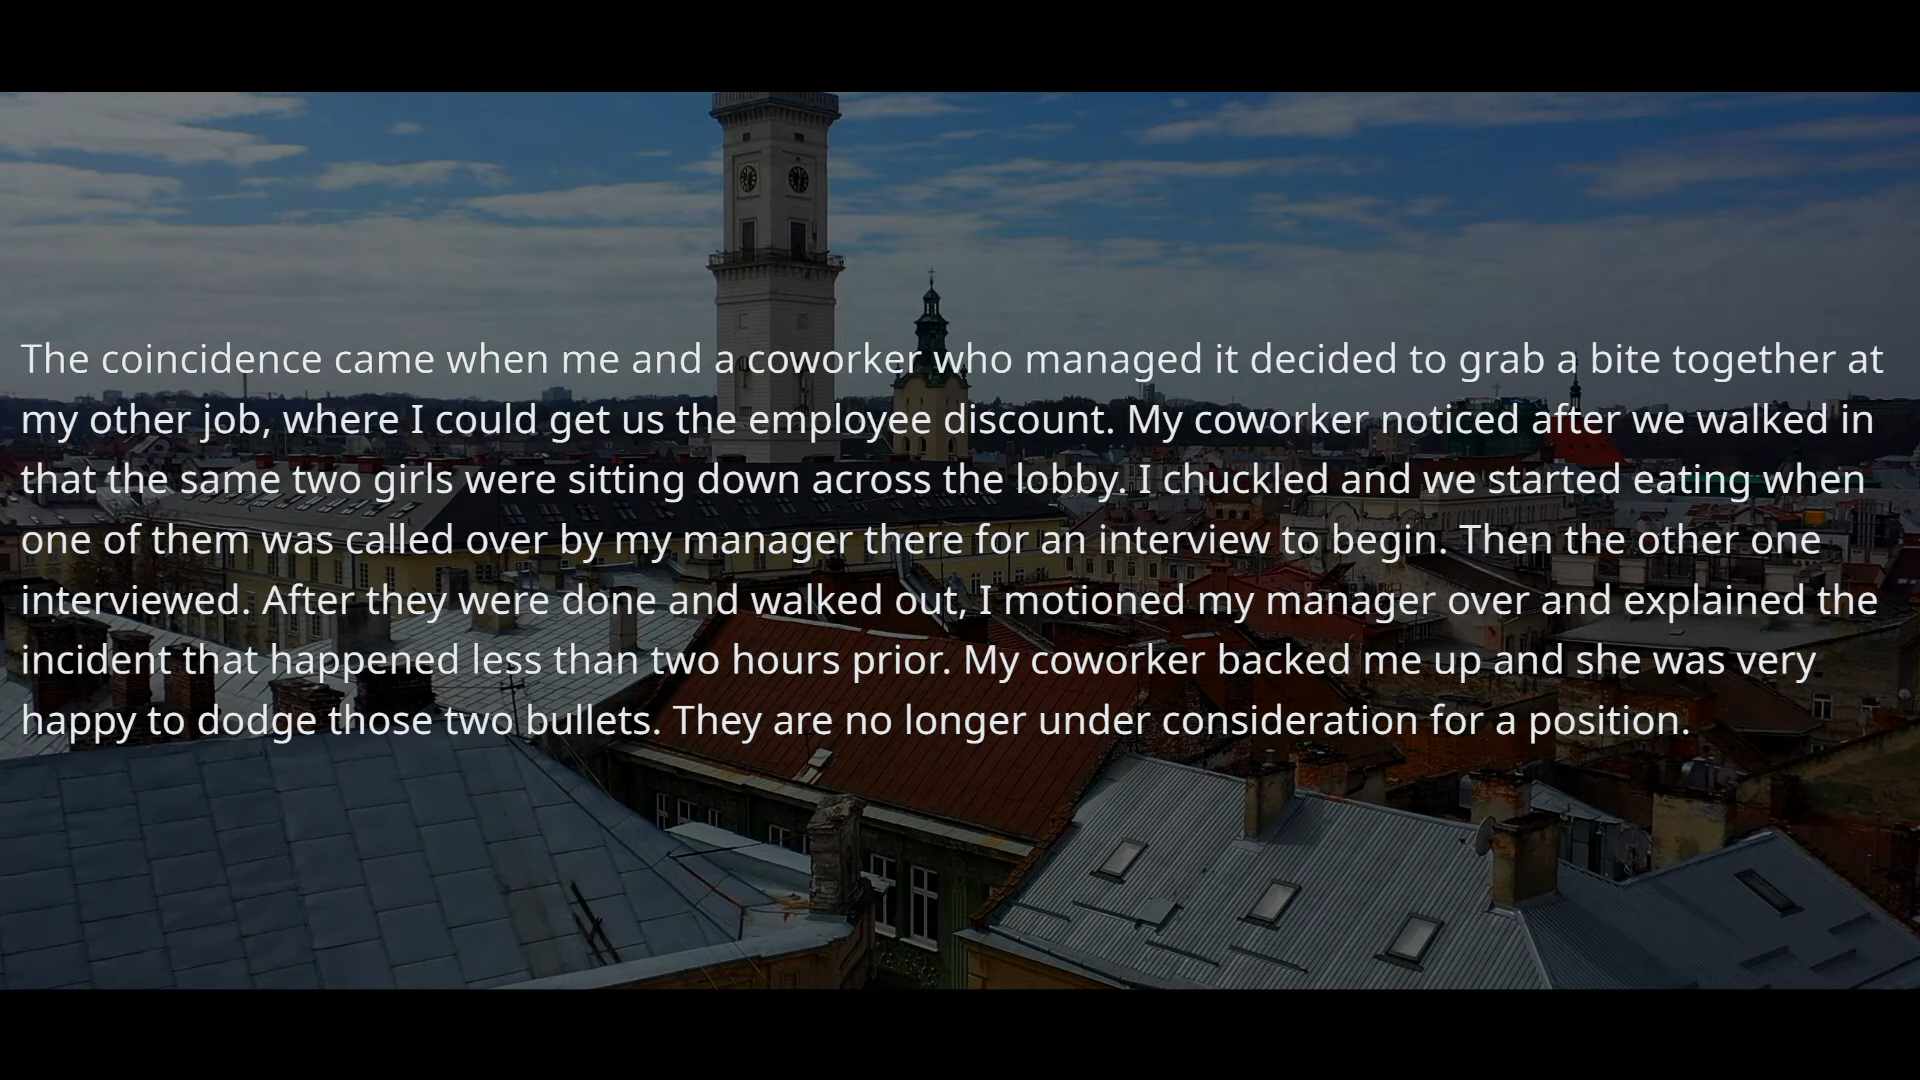 The coincidence came when me and a coworker who managed it decided to grab a bite together at
my other job, where I could get us the employee discount. My coworker noticed after we walked in
that the same two girls were sitting down across the lobby. I chuckled and we started eating when
one of them was called over by my manager there for an interview to begin. Then the other one
interviewed. After they were done and walked out, I motioned my manager over and explained the
incident that happened less than two hours prior. My coworker backed me up and she was very
happy to dodge those two bullets. They are no longer under consideration for a position.